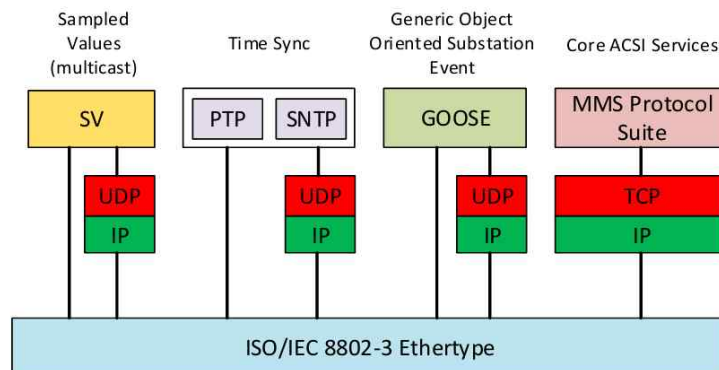 Sampled
Values
(multicast)
Time Sync
Generic Object
Oriented Substation
Event
Core ACSI Services
SV
PTP
SNTP
GOOSE
MMS Protocol
Suite
UDP
IP
UDP
IP
UDP
IP
TCP
IP
ISO/IEC 8802-3 Ethertype